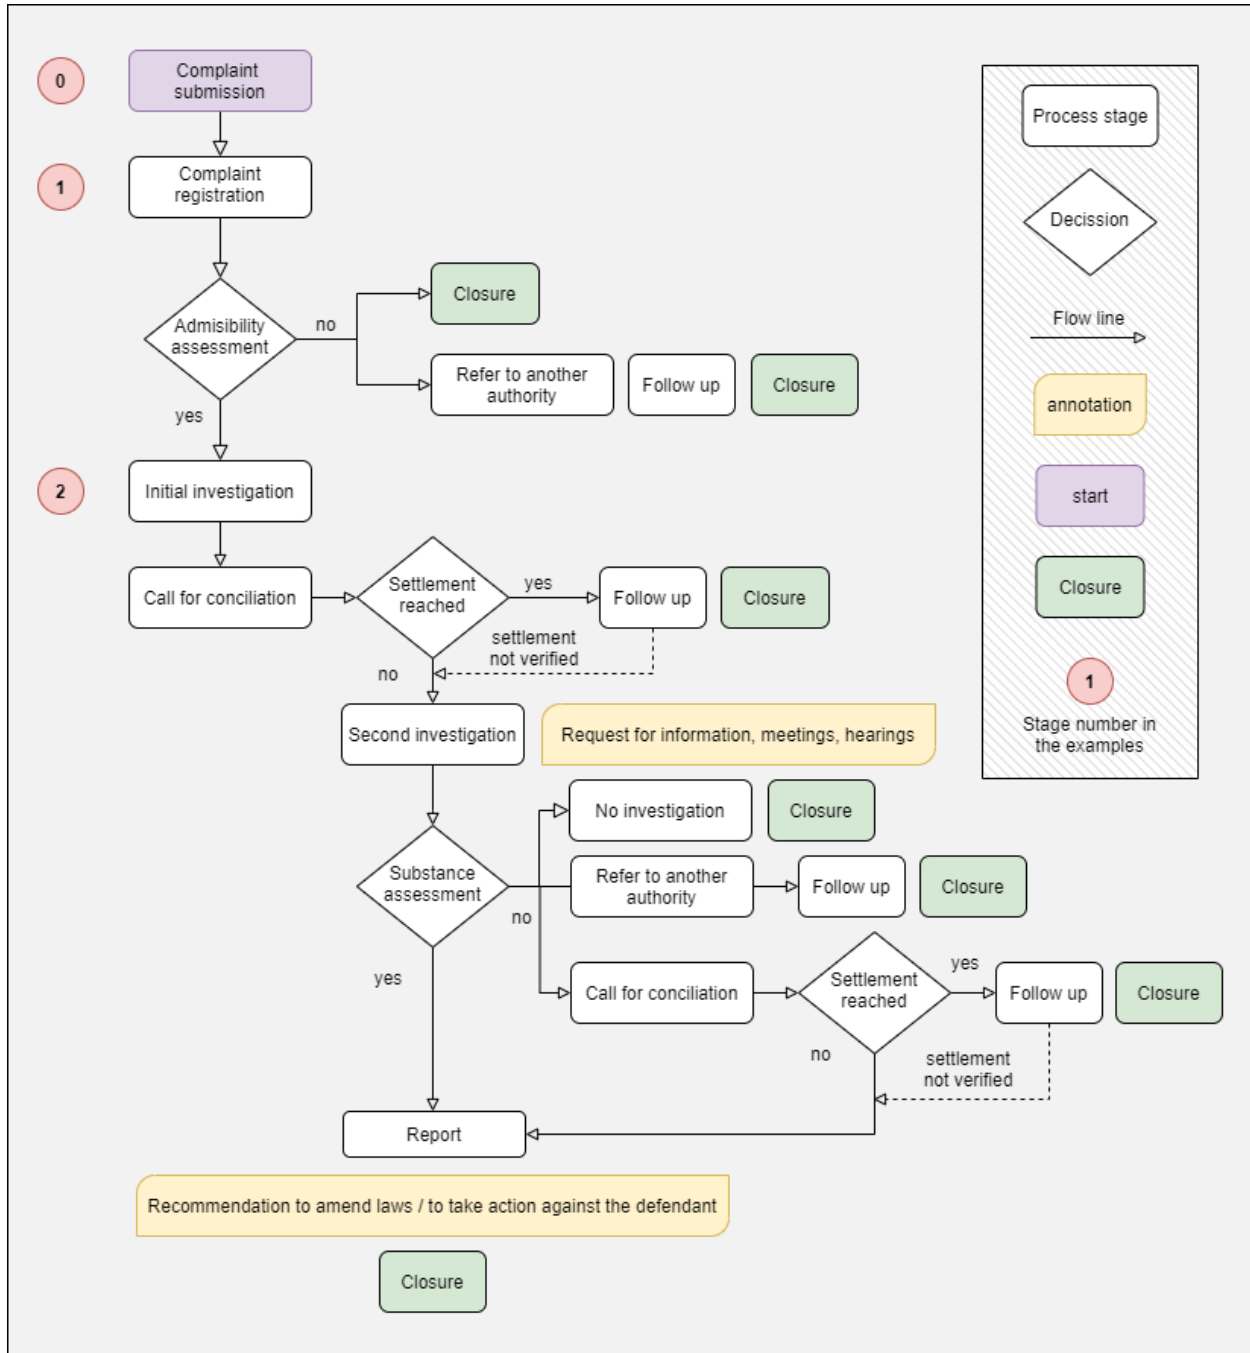 0
Complaint
submission
1
Complaint
registration
Admisibility
assessment
no
Closure
Refer to another
authority
Follow up
Closure
yes
2
Initial investigation
Call for conciliation
Settlement
reached
yes
Follow up
Closure
settlement
not verified
no
Second investigation
Request for information, meetings, hearings
Substance
assessment
no
No investigation
Closure
Refer to another
authority
Follow up
Closure
Call for conciliation
Settlement
reached
yes
Follow up
Closure
settlement
not verified
no
yes
Report
Recommendation to amend laws / to take action against the defendant
Closure
Process stage
Decission
Flow line
annotation
start
Closure
1
Stage number in
the examples